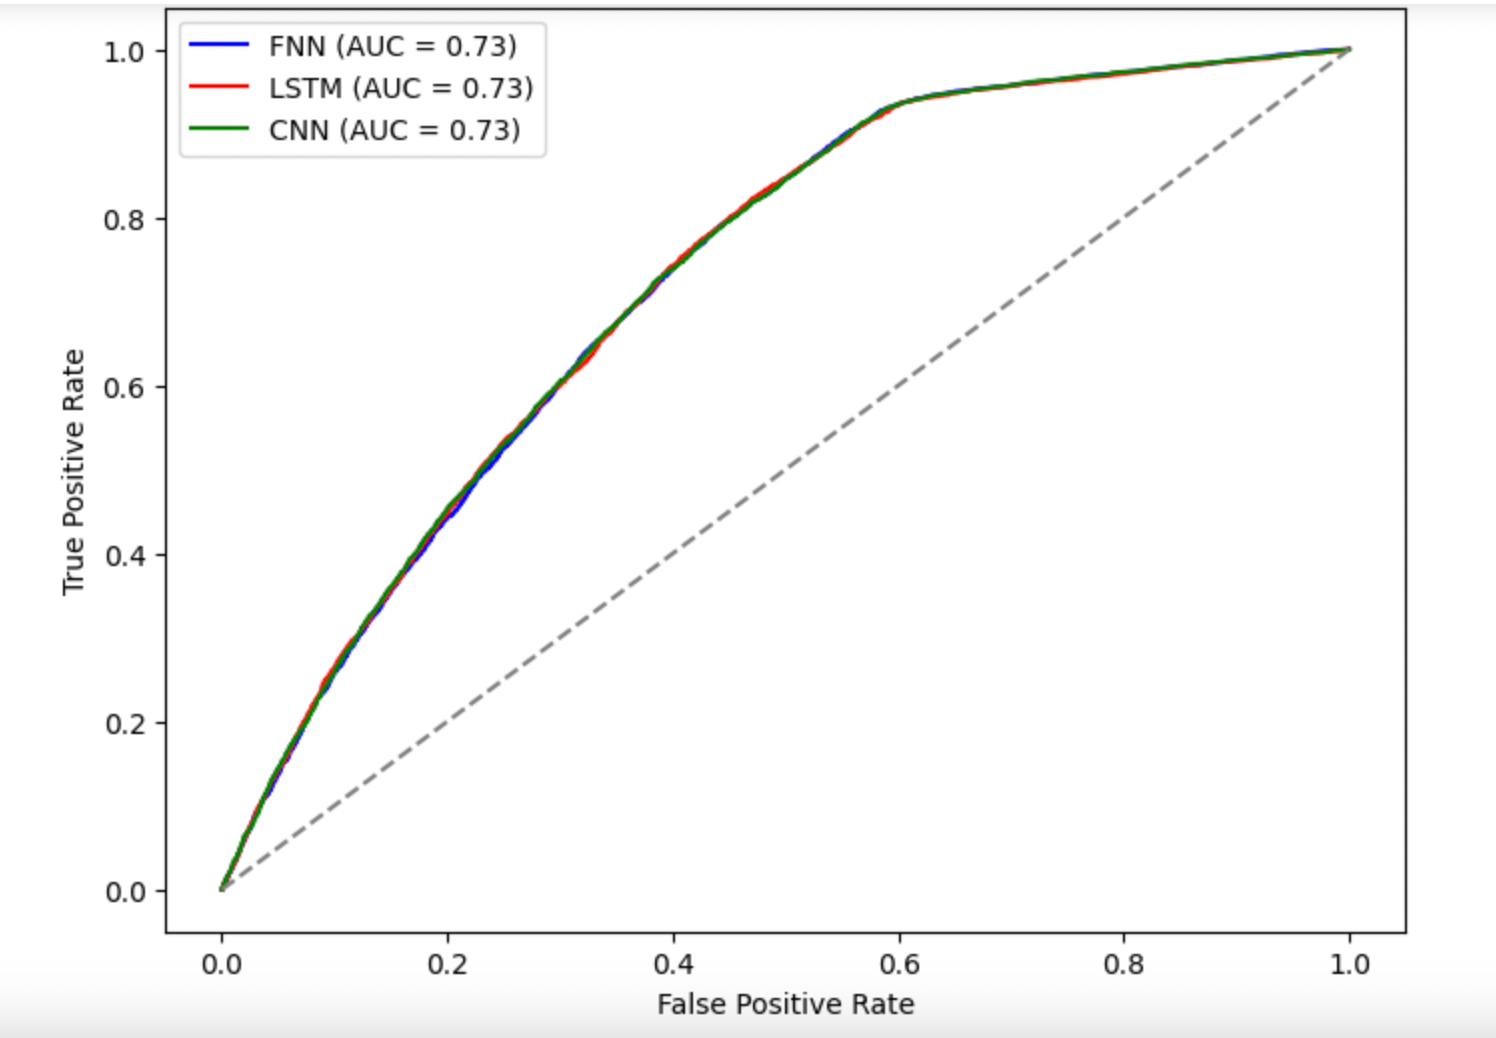 FNN (AUC = 0.73)
LSTM (AUC = 0.73)
CNN (AUC = 0.73)
1.0
0.8
0.6
0.4
0.2
0.0
True Positive Rate
0.0 0.2 0.4 0.6 0.8 1.0
False Positive Rate